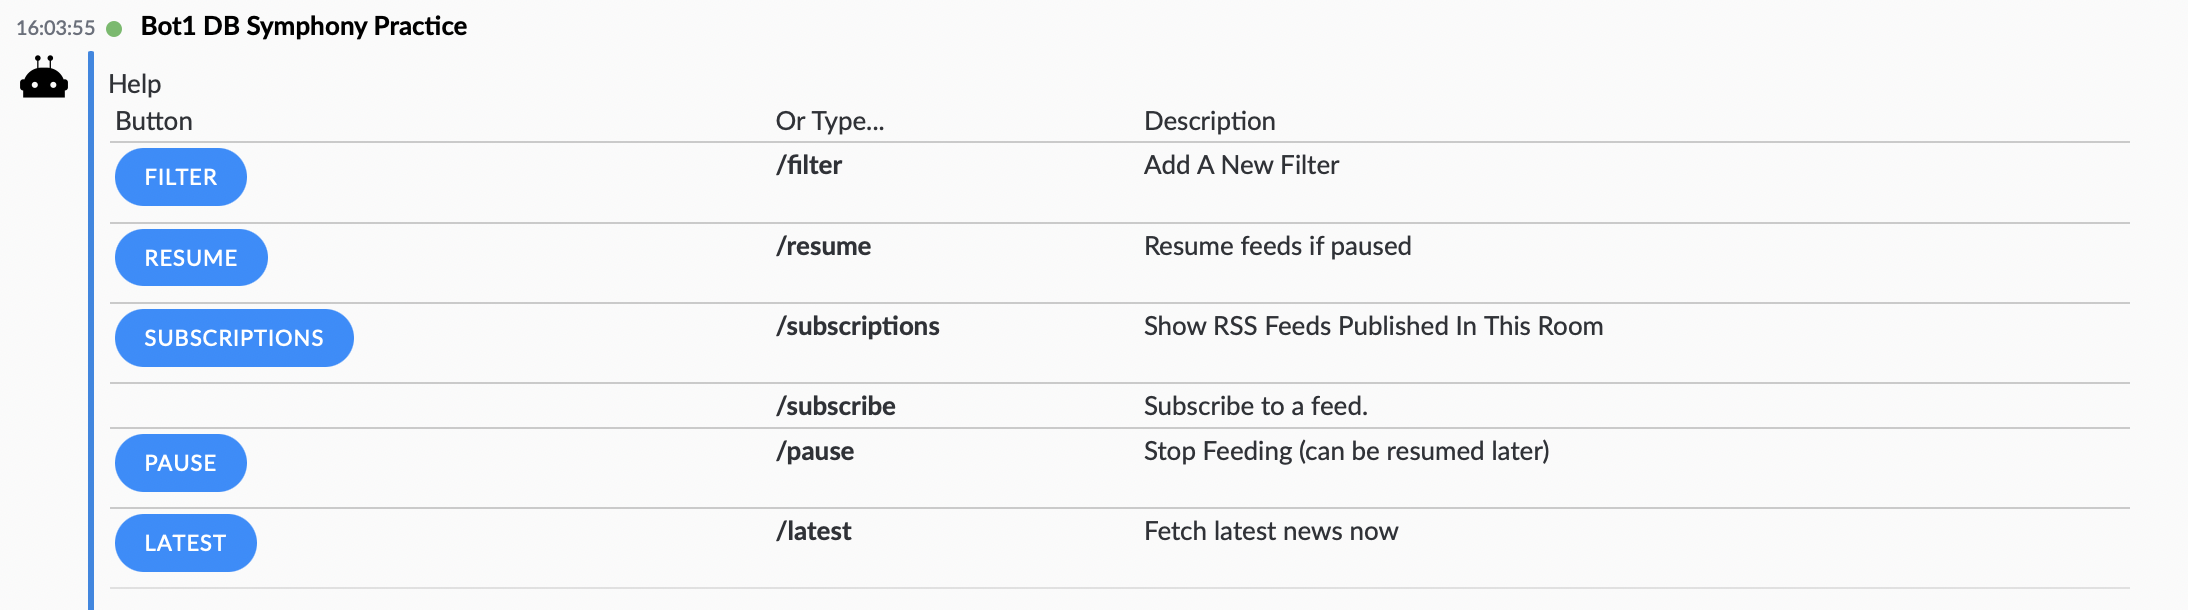 16:03:55 Bot1 DB Symphony Practice
Help
Button Or Type... Description
FILTER /filter Add A New Filter
RESUME /resume Resume feeds if paused
SUBSCRIPTIONS /subscriptions Show RSS Feeds Published In This Room
/subscribe Subscribe to a feed.
PAUSE /pause Stop Feeding (can be resumed later)
LATEST /latest Fetch latest news now